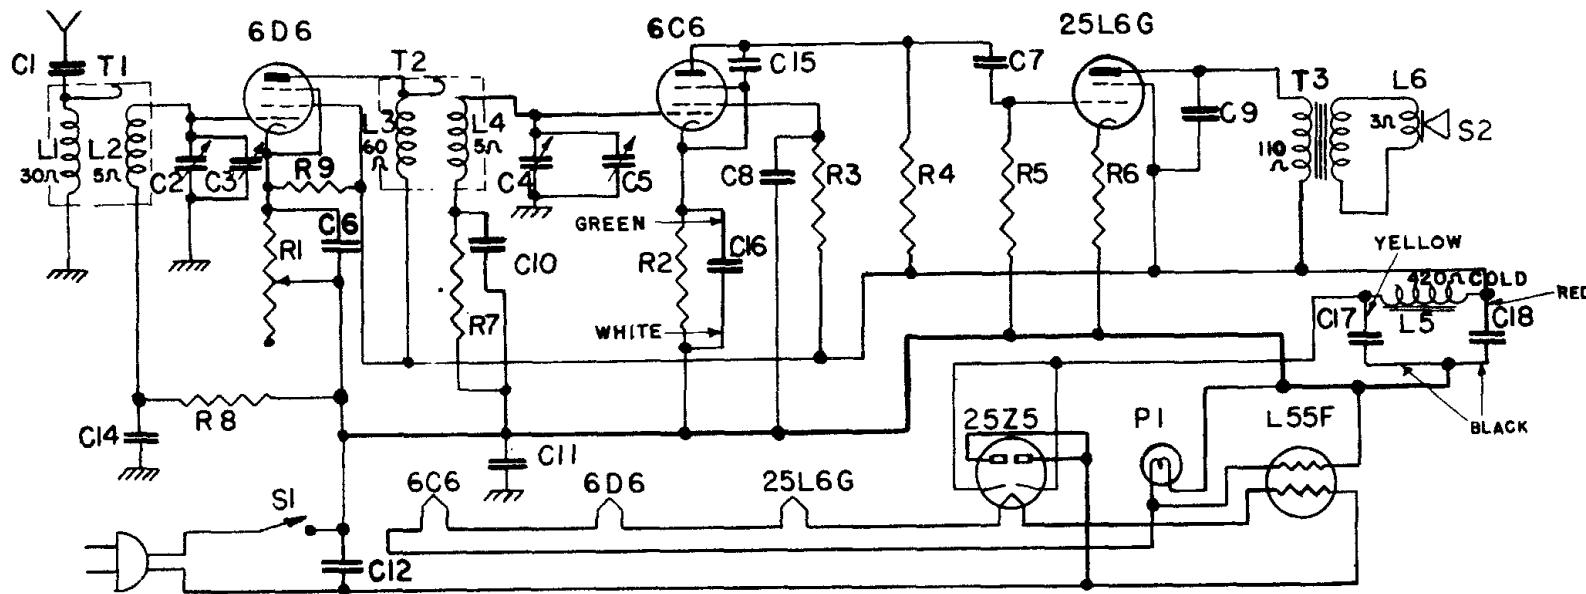 6D6
6C6
25L6G
C1
T1
T2
C15
C7
T3
L6
C9
3Ω
S2
L1
30Ω
L2
5Ω
C2
C3
R9
L3
60
Ω
L4
5Ω
C4
C5
C8
R3
R4
R5
R6
110
Ω
R1
C16
C10
GREEN
R2
C16
YELLOW
420Ω COLD
RED
R7
WHITE
C17
L5
C18
R8
C14
C11
25Z5
P1
L55F
BLACK
S1
6C6
6D6
25L6G
C12